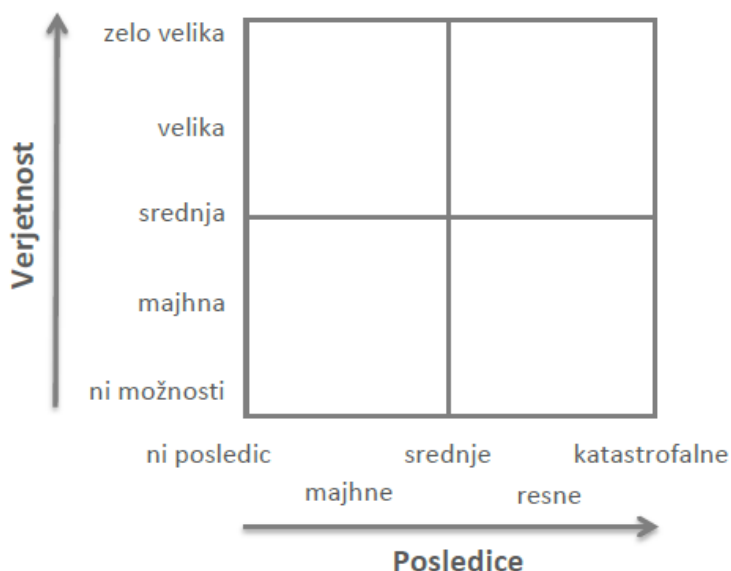 zelo velika
velika
srednja
majhna
ni možnosti
Verjetnost
ni posledic
srednje
katastrofalne
majhne
resne
Posledice